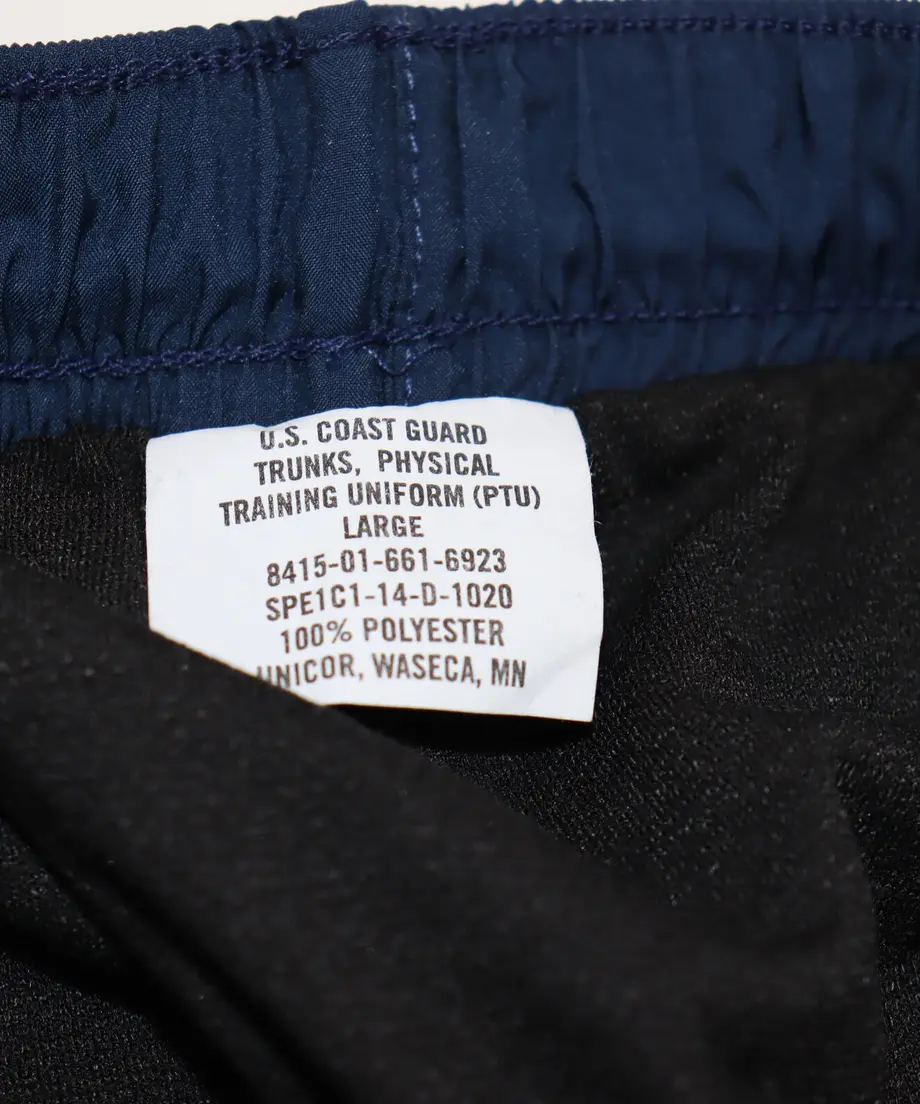 U.S. COAST GUARD
TRUNKS, PHYSICAL
TRAINING UNIFORM (PTU)
LARGE
8415-01-661-6923
SPE1C1-14-D-1020
100% POLYESTER
UNICOR, WASECA, MN